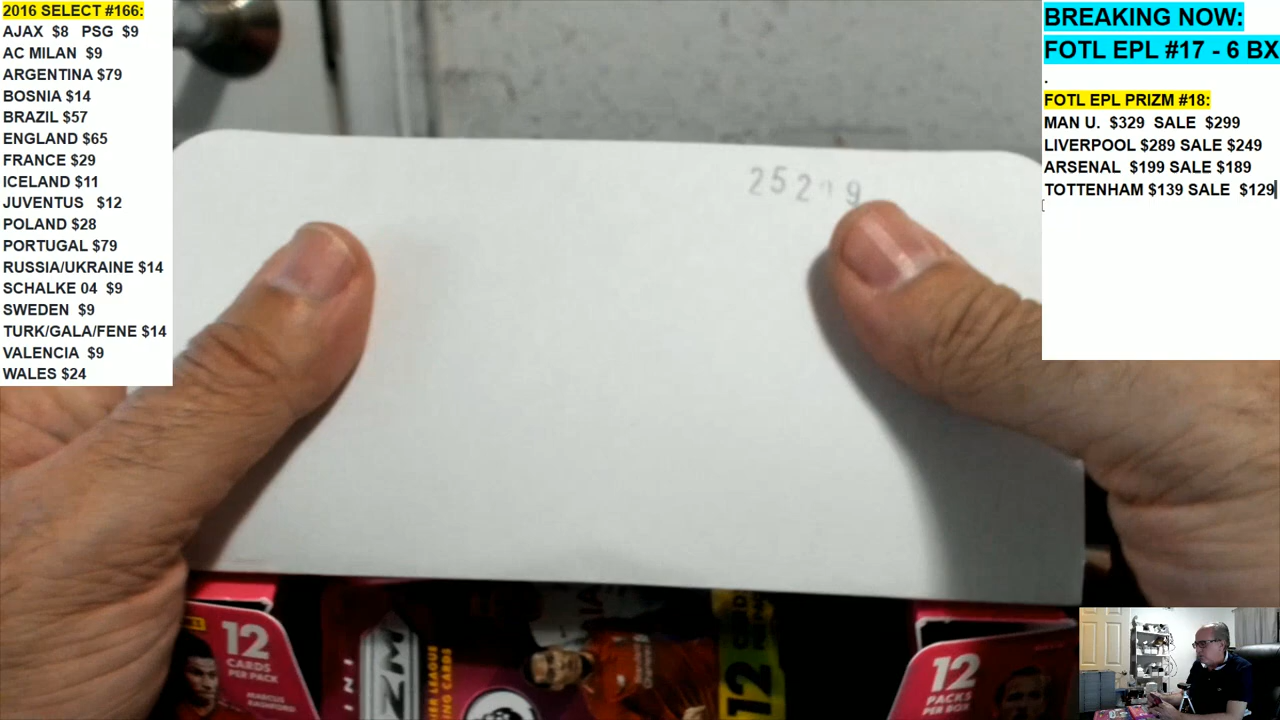 2016 SELECT #166:
AJAX $8 PSG $9
AC MILAN $9
ARGENTINA $79
BOSNIA $14
BRAZIL $57
ENGLAND $65
FRANCE $29
ICELAND $11
JUVENTUS $12
POLAND $28
PORTUGAL $79
RUSSIA/UKRAINE $14
SCHALKE 04 $9
SWEDEN $9
TURK/GALA/FENE $14
VALENCIA $9
WALES $24
BREAKING NOW:
FOTL EPL #17 - 6 BX
.
FOTL EPL PRIZM #18:
MAN U. $329 SALE $299
LIVERPOOL $289 SALE $249
ARSENAL $199 SALE $189
TOTTENHAM $139 SALE $129
12
CARDS
PER PACK
MARCUS
RASHFORD
12
12
PACKS
PER BOX